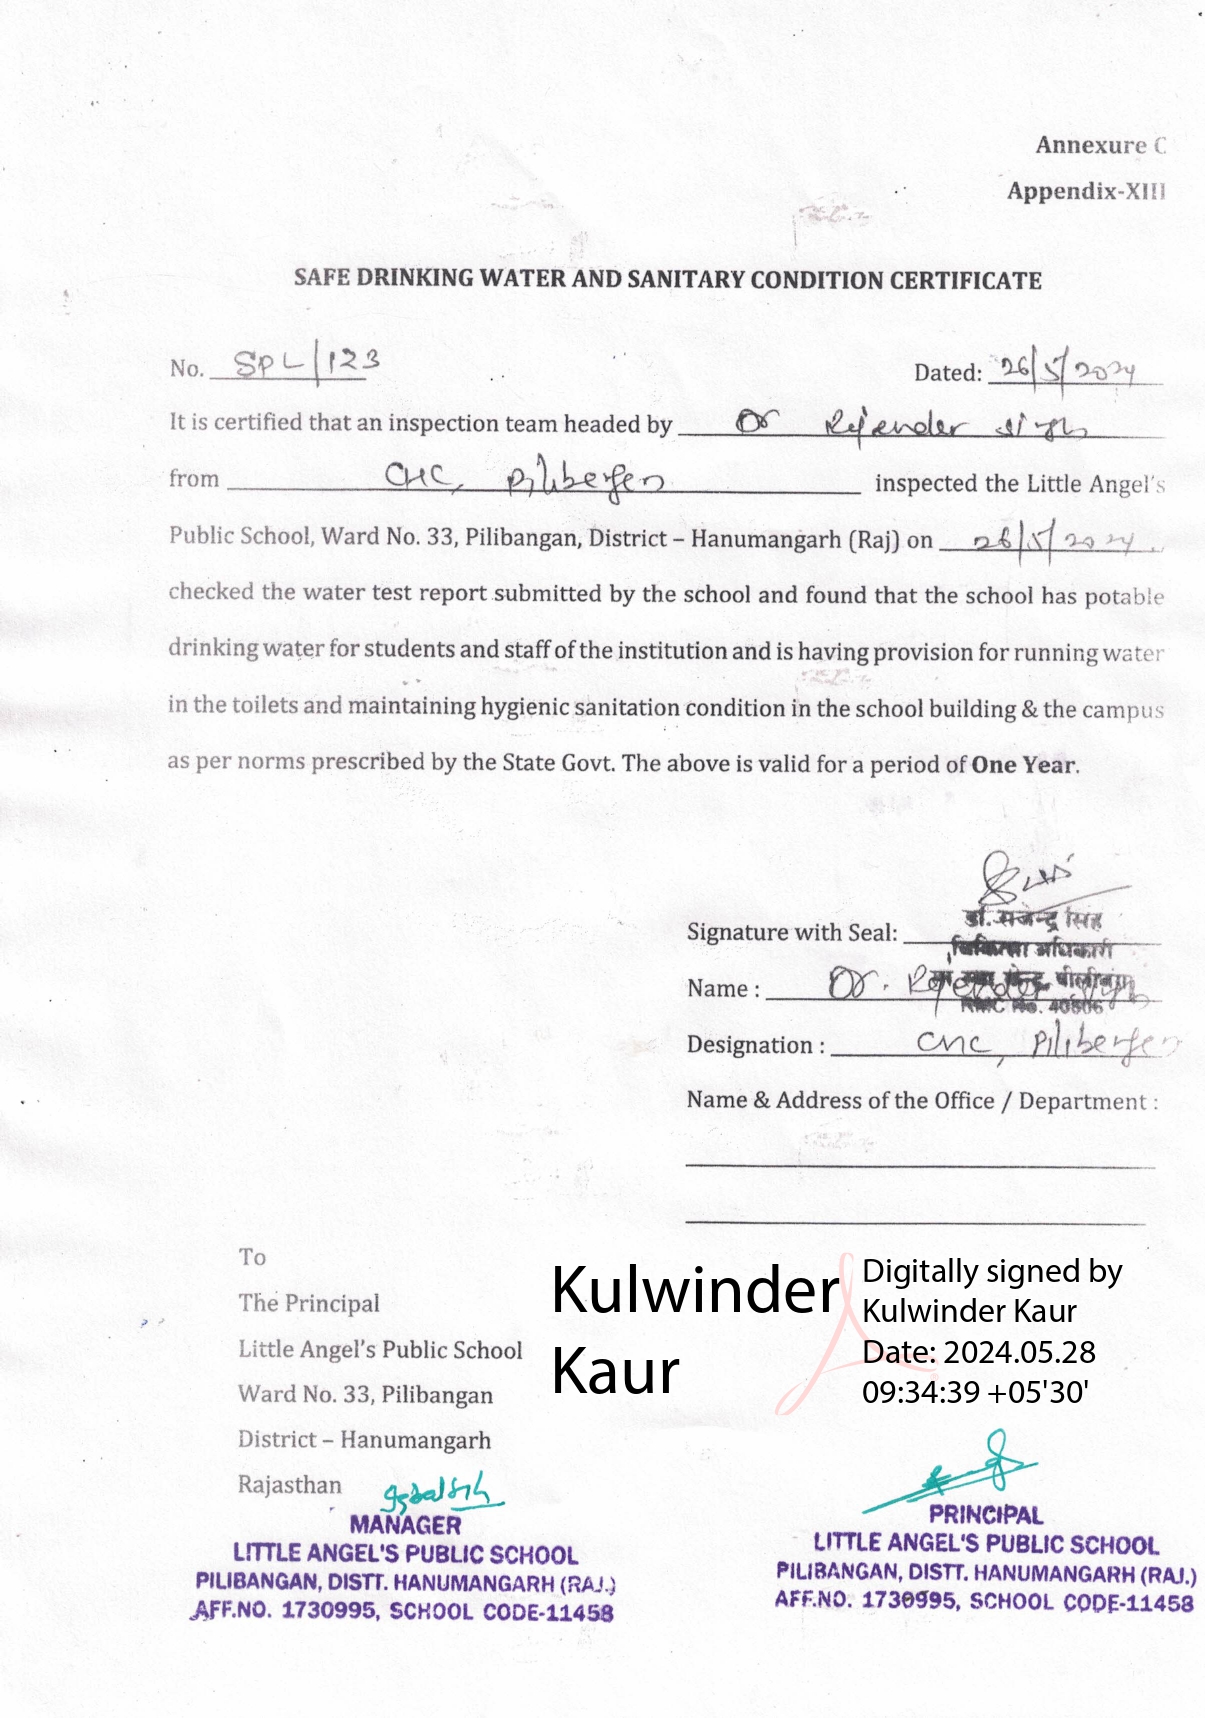 Annexure C
Appendix-XIII
SAFE DRINKING WATER AND SANITARY CONDITION CERTIFICATE
No. SPL/123 Dated: 26/5/2024
It is certified that an inspection team headed by Dr Rajender Singh
from CHC, Pilibangan inspected the Little Angel's
Public School, Ward No. 33, Pilibangan, District – Hanumangarh (Raj) on 26/5/2024
checked the water test report submitted by the school and found that the school has potable
drinking water for students and staff of the institution and is having provision for running water
in the toilets and maintaining hygienic sanitation condition in the school building & the campus
as per norms prescribed by the State Govt. The above is valid for a period of One Year.
Signature with Seal:
डॉ. राजेन्द्र सिंह
चिकित्सा अधिकारी
Name : Dr. Rajender Singh
केन्द्र, पीलीबंगा
RMC No. 40506
Designation : CHC, Pilibangan
Name & Address of the Office / Department :
To
The Principal
Little Angel's Public School
Ward No. 33, Pilibangan
District – Hanumangarh
Rajasthan
Kulwinder
Kaur
Digitally signed by
Kulwinder Kaur
Date: 2024.05.28
09:34:39 +05'30'
MANAGER
LITTLE ANGEL'S PUBLIC SCHOOL
PILIBANGAN, DISTT. HANUMANGARH (RAJ.)
AFF.NO. 1730995, SCHOOL CODE-11458
PRINCIPAL
LITTLE ANGEL'S PUBLIC SCHOOL
PILIBANGAN, DISTT. HANUMANGARH (RAJ.)
AFF.NO. 1730995, SCHOOL CODE-11458